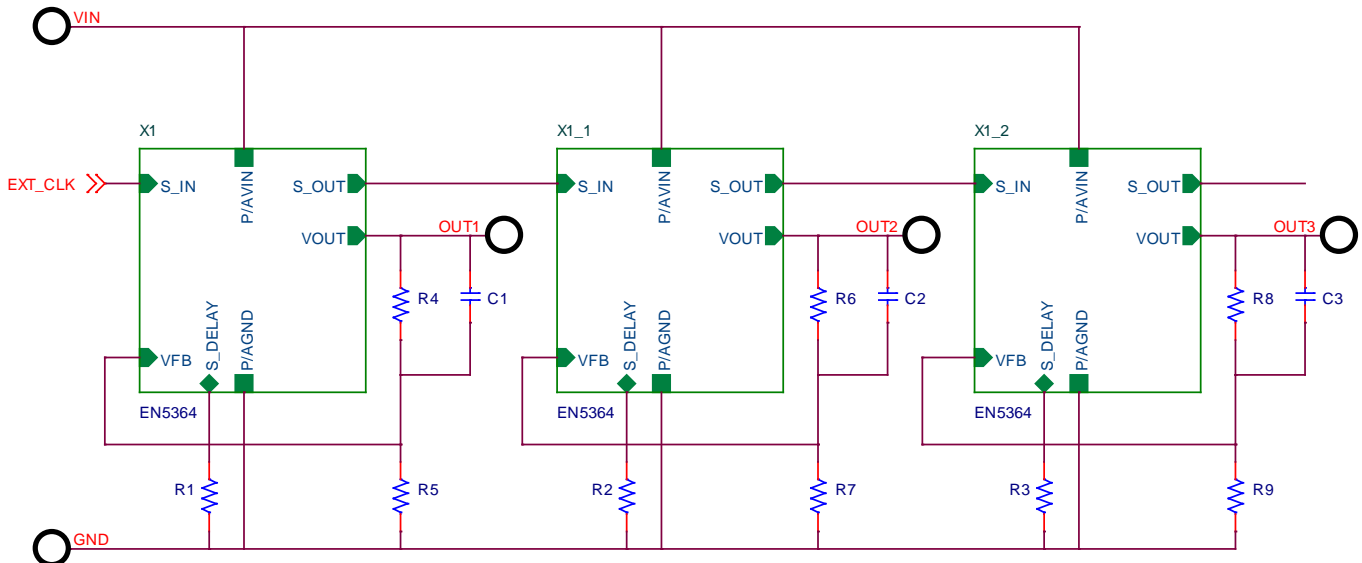 VIN
X1
X1_1
X1_2
EXT_CLK
S_IN
P/AVIN
S_OUT
S_IN
P/AVIN
S_OUT
S_IN
P/AVIN
S_OUT
VOUT
OUT1
VOUT
OUT2
VOUT
OUT3
R4
C1
R6
C2
R8
C3
VFB
S_DELAY
P/AGND
VFB
S_DELAY
P/AGND
VFB
S_DELAY
P/AGND
EN5364
EN5364
EN5364
R1
R5
R2
R7
R3
R9
GND